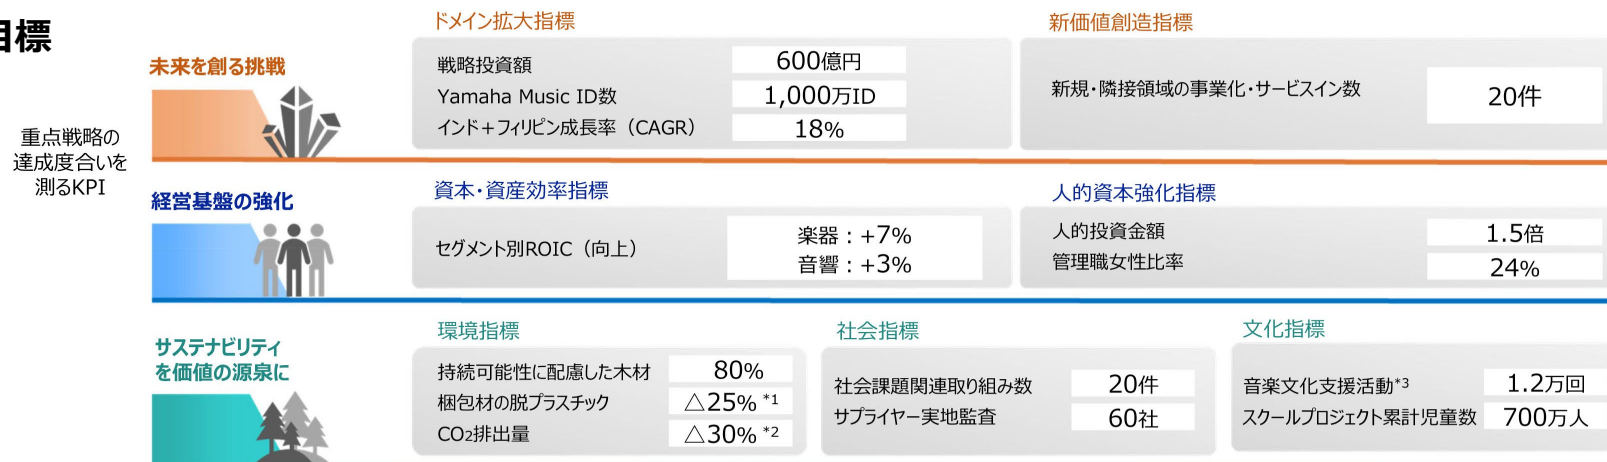 目標
重点戦略の
達成度合いを
測るKPI
未来を創る挑戦
ドメイン拡大指標
戦略投資額 600億円
Yamaha Music ID数 1,000万ID
インド＋フィリピン成長率（CAGR） 18%
新価値創造指標
新規・隣接領域の事業化・サービスイン数 20件
経営基盤の強化
資本・資産効率指標
セグメント別ROIC（向上）
楽器：+7%
音響：+3%
人的資本強化指標
人的投資金額 1.5倍
管理職女性比率 24%
サステナビリティ
を価値の源泉に
環境指標
持続可能性に配慮した木材 80%
梱包材の脱プラスチック △25% *1
CO2排出量 △30% *2
社会指標
社会課題関連取り組み数 20件
サプライヤー実地監査 60社
文化指標
音楽文化支援活動*3 1.2万回
スクールプロジェクト累計児童数 700万人